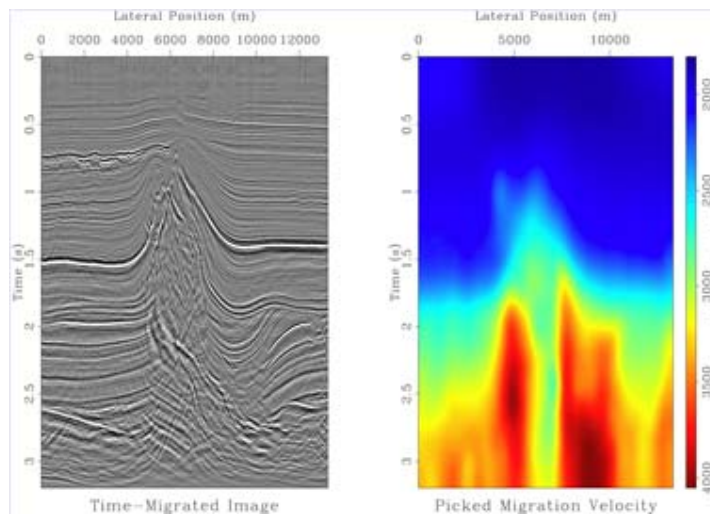 Lateral Position (m)
0 2000 4000 6000 8000 10000 12000
0
0.5
1
1.5
2
2.5
3
Time (s)
Time-Migrated Image
Lateral Position (m)
0 5000 10000
0
0.5
1
1.5
2
2.5
3
Time (s)
2000
2500
3000
3500
4000
Picked Migration Velocity